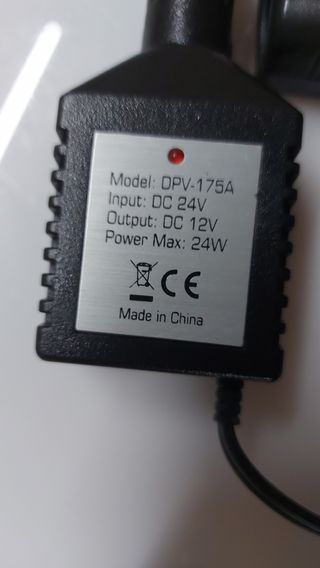 Model: DPV-175A
Input: DC 24V
Output: DC 12V
Power Max: 24W
CE
Made in China